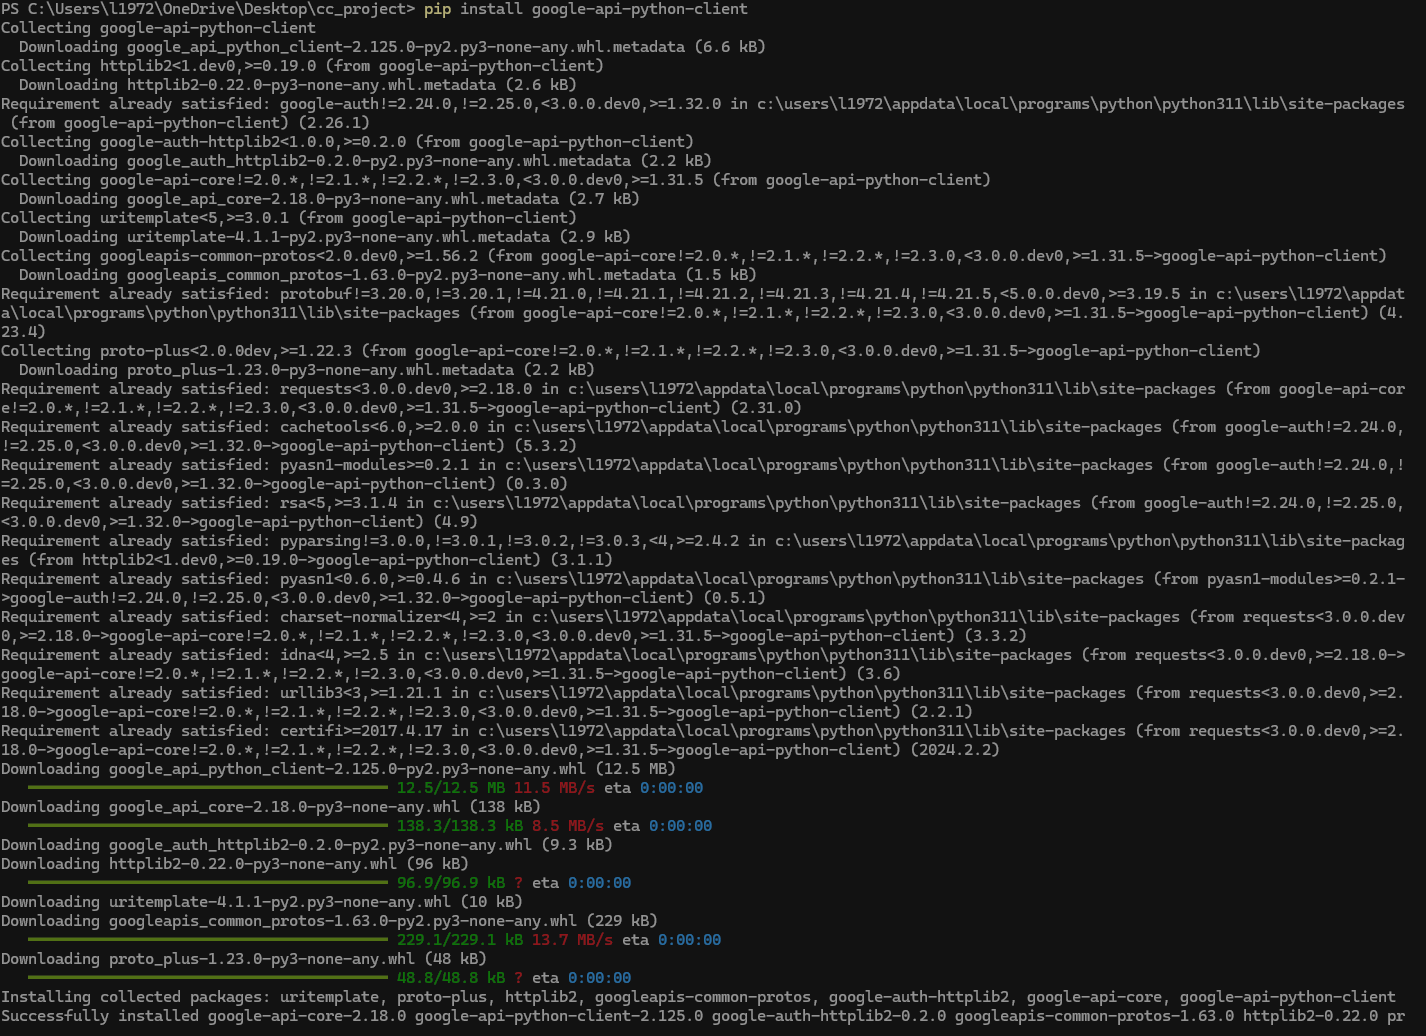 PS C:\Users\l1972\OneDrive\Desktop\cc_project> pip install google-api-python-client
Collecting google-api-python-client
  Downloading google_api_python_client-2.125.0-py2.py3-none-any.whl.metadata (6.6 kB)
Collecting httplib2<1.dev0,>=0.19.0 (from google-api-python-client)
  Downloading httplib2-0.22.0-py3-none-any.whl.metadata (2.6 kB)
Requirement already satisfied: google-auth!=2.24.0,!=2.25.0,<3.0.0.dev0,>=1.32.0 in c:\users\l1972\appdata\local\programs\python\python311\lib\site-packages
 (from google-api-python-client) (2.26.1)
Collecting google-auth-httplib2<1.0.0,>=0.2.0 (from google-api-python-client)
  Downloading google_auth_httplib2-0.2.0-py2.py3-none-any.whl.metadata (2.2 kB)
Collecting google-api-core!=2.0.*,!=2.1.*,!=2.2.*,!=2.3.0,<3.0.0.dev0,>=1.31.5 (from google-api-python-client)
  Downloading google_api_core-2.18.0-py3-none-any.whl.metadata (2.7 kB)
Collecting uritemplate<5,>=3.0.1 (from google-api-python-client)
  Downloading uritemplate-4.1.1-py2.py3-none-any.whl.metadata (2.9 kB)
Collecting googleapis-common-protos<2.0.dev0,>=1.56.2 (from google-api-core!=2.0.*,!=2.1.*,!=2.2.*,!=2.3.0,<3.0.0.dev0,>=1.31.5->google-api-python-client)
  Downloading googleapis_common_protos-1.63.0-py2.py3-none-any.whl.metadata (1.5 kB)
Requirement already satisfied: protobuf!=3.20.0,!=3.20.1,!=4.21.0,!=4.21.1,!=4.21.2,!=4.21.3,!=4.21.4,!=4.21.5,<5.0.0.dev0,>=3.19.5 in c:\users\l1972\appdat
a\local\programs\python\python311\lib\site-packages (from google-api-core!=2.0.*,!=2.1.*,!=2.2.*,!=2.3.0,<3.0.0.dev0,>=1.31.5->google-api-python-client) (4.
23.4)
Collecting proto-plus<2.0.0dev,>=1.22.3 (from google-api-core!=2.0.*,!=2.1.*,!=2.2.*,!=2.3.0,<3.0.0.dev0,>=1.31.5->google-api-python-client)
  Downloading proto_plus-1.23.0-py3-none-any.whl.metadata (2.2 kB)
Requirement already satisfied: requests<3.0.0.dev0,>=2.18.0 in c:\users\l1972\appdata\local\programs\python\python311\lib\site-packages (from google-api-cor
e!=2.0.*,!=2.1.*,!=2.2.*,!=2.3.0,<3.0.0.dev0,>=1.31.5->google-api-python-client) (2.31.0)
Requirement already satisfied: cachetools<6.0,>=2.0.0 in c:\users\l1972\appdata\local\programs\python\python311\lib\site-packages (from google-auth!=2.24.0,
!=2.25.0,<3.0.0.dev0,>=1.32.0->google-api-python-client) (5.3.2)
Requirement already satisfied: pyasn1-modules>=0.2.1 in c:\users\l1972\appdata\local\programs\python\python311\lib\site-packages (from google-auth!=2.24.0,!
=2.25.0,<3.0.0.dev0,>=1.32.0->google-api-python-client) (0.3.0)
Requirement already satisfied: rsa<5,>=3.1.4 in c:\users\l1972\appdata\local\programs\python\python311\lib\site-packages (from google-auth!=2.24.0,!=2.25.0,
<3.0.0.dev0,>=1.32.0->google-api-python-client) (4.9)
Requirement already satisfied: pyparsing!=3.0.0,!=3.0.1,!=3.0.2,!=3.0.3,<4,>=2.4.2 in c:\users\l1972\appdata\local\programs\python\python311\lib\site-packag
es (from httplib2<1.dev0,>=0.19.0->google-api-python-client) (3.1.1)
Requirement already satisfied: pyasn1<0.6.0,>=0.4.6 in c:\users\l1972\appdata\local\programs\python\python311\lib\site-packages (from pyasn1-modules>=0.2.1-
>google-auth!=2.24.0,!=2.25.0,<3.0.0.dev0,>=1.32.0->google-api-python-client) (0.5.1)
Requirement already satisfied: charset-normalizer<4,>=2 in c:\users\l1972\appdata\local\programs\python\python311\lib\site-packages (from requests<3.0.0.dev
0,>=2.18.0->google-api-core!=2.0.*,!=2.1.*,!=2.2.*,!=2.3.0,<3.0.0.dev0,>=1.31.5->google-api-python-client) (3.3.2)
Requirement already satisfied: idna<4,>=2.5 in c:\users\l1972\appdata\local\programs\python\python311\lib\site-packages (from requests<3.0.0.dev0,>=2.18.0->
google-api-core!=2.0.*,!=2.1.*,!=2.2.*,!=2.3.0,<3.0.0.dev0,>=1.31.5->google-api-python-client) (3.6)
Requirement already satisfied: urllib3<3,>=1.21.1 in c:\users\l1972\appdata\local\programs\python\python311\lib\site-packages (from requests<3.0.0.dev0,>=2.
18.0->google-api-core!=2.0.*,!=2.1.*,!=2.2.*,!=2.3.0,<3.0.0.dev0,>=1.31.5->google-api-python-client) (2.2.1)
Requirement already satisfied: certifi>=2017.4.17 in c:\users\l1972\appdata\local\programs\python\python311\lib\site-packages (from requests<3.0.0.dev0,>=2.
18.0->google-api-core!=2.0.*,!=2.1.*,!=2.2.*,!=2.3.0,<3.0.0.dev0,>=1.31.5->google-api-python-client) (2024.2.2)
Downloading google_api_python_client-2.125.0-py2.py3-none-any.whl (12.5 MB)
12.5/12.5 MB 11.5 MB/s eta 0:00:00
Downloading google_api_core-2.18.0-py3-none-any.whl (138 kB)
138.3/138.3 kB 8.5 MB/s eta 0:00:00
Downloading google_auth_httplib2-0.2.0-py2.py3-none-any.whl (9.3 kB)
Downloading httplib2-0.22.0-py3-none-any.whl (96 kB)
96.9/96.9 kB ? eta 0:00:00
Downloading uritemplate-4.1.1-py2.py3-none-any.whl (10 kB)
Downloading googleapis_common_protos-1.63.0-py2.py3-none-any.whl (229 kB)
229.1/229.1 kB 13.7 MB/s eta 0:00:00
Downloading proto_plus-1.23.0-py3-none-any.whl (48 kB)
48.8/48.8 kB ? eta 0:00:00
Installing collected packages: uritemplate, proto-plus, httplib2, googleapis-common-protos, google-auth-httplib2, google-api-core, google-api-python-client
Successfully installed google-api-core-2.18.0 google-api-python-client-2.125.0 google-auth-httplib2-0.2.0 googleapis-common-protos-1.63.0 httplib2-0.22.0 pr